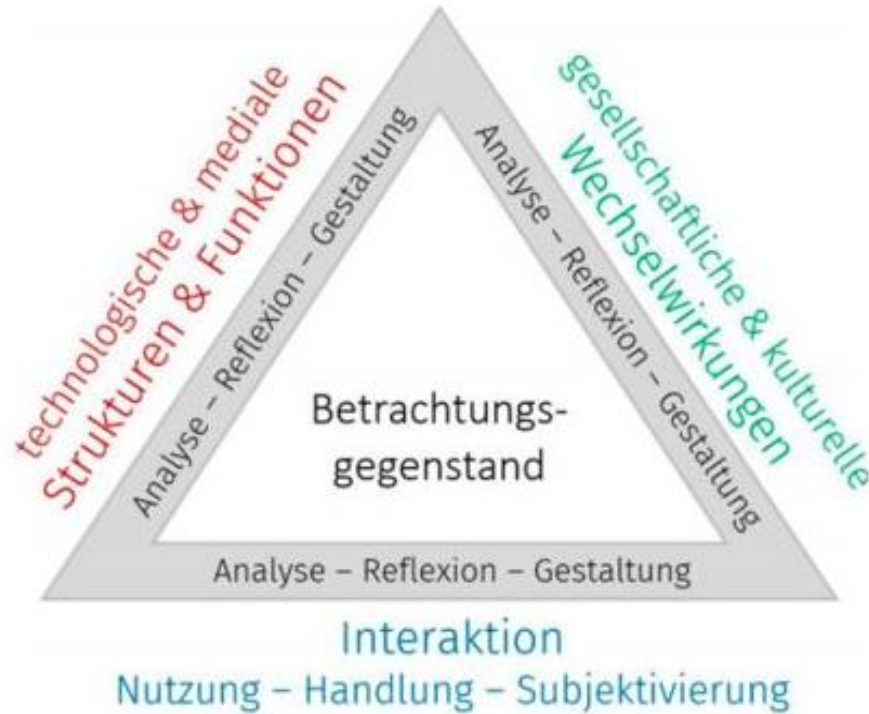 technologische & mediale
Strukturen & Funktionen
Analyse – Reflexion – Gestaltung
gesellschaftliche & kulturelle
Wechselwirkungen
Analyse – Reflexion – Gestaltung
Betrachtungs-
gegenstand
Analyse – Reflexion – Gestaltung
Interaktion
Nutzung – Handlung – Subjektivierung